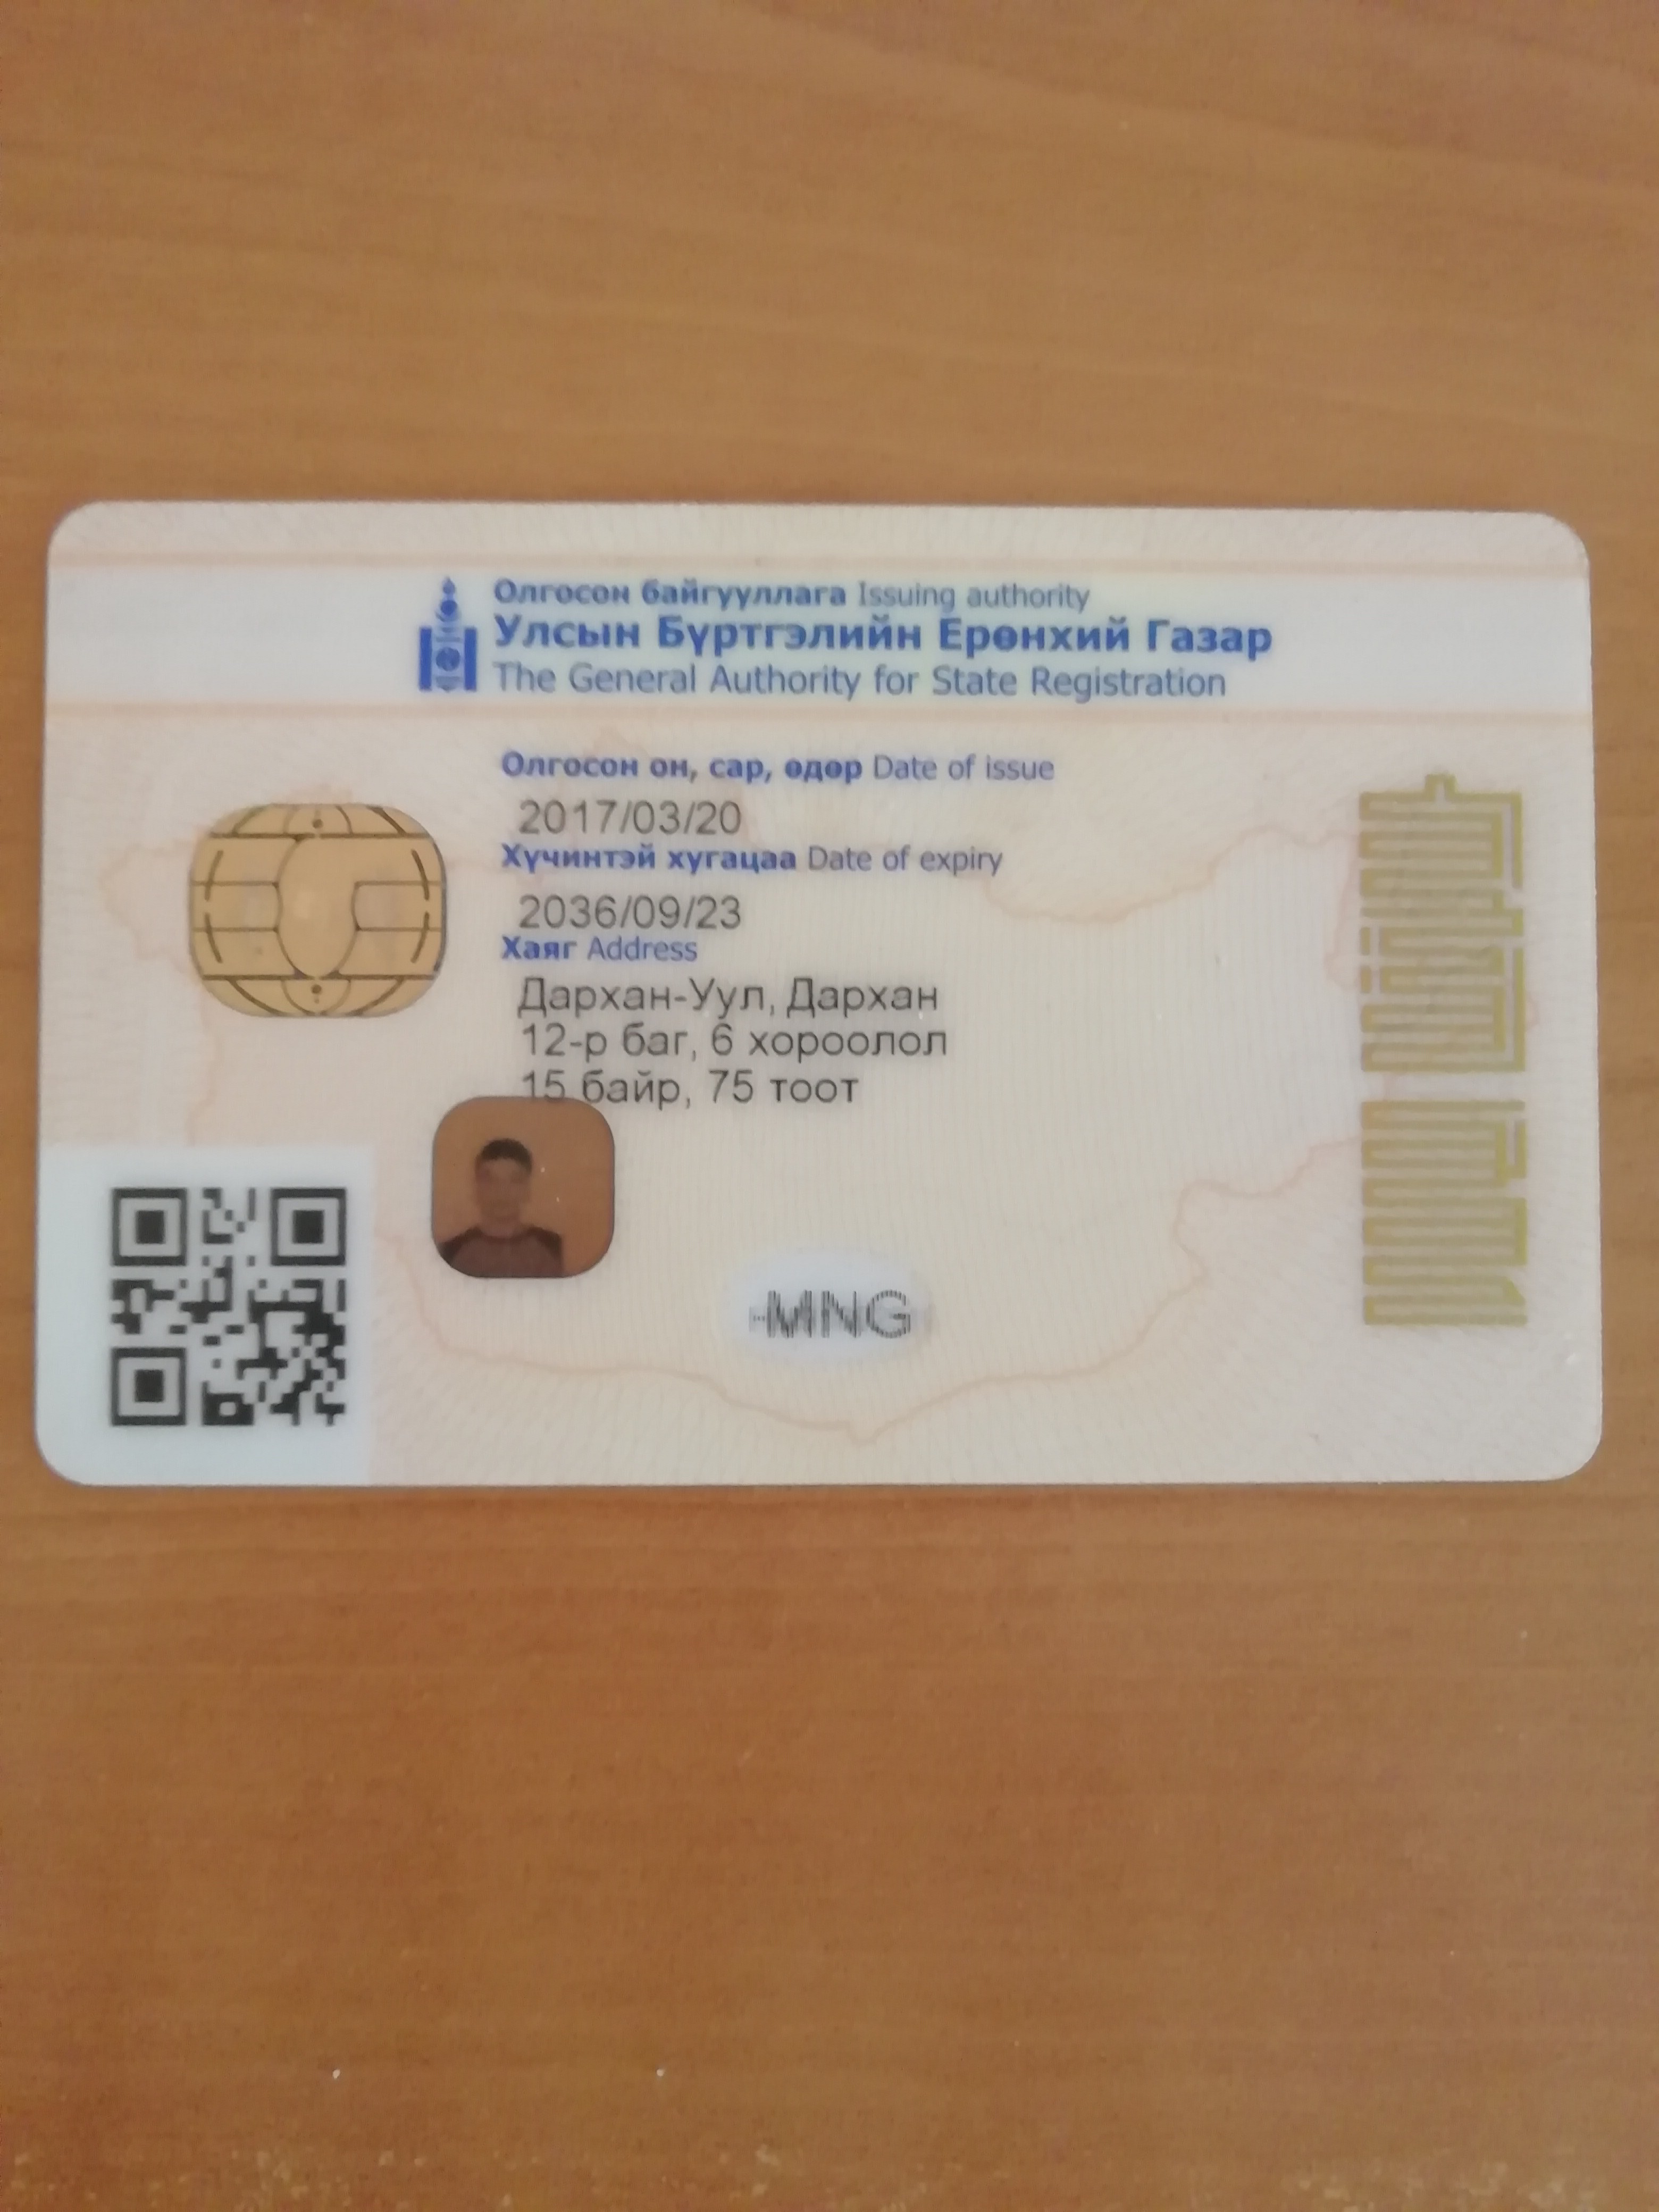 Олгосон байгууллага Issuing authority
Улсын Бүртгэлийн Ерөнхий Газар
The General Authority for State Registration
Олгосон он, сар, өдөр Date of issue
2017/03/20
Хүчинтэй хугацаа Date of expiry
2036/09/23
Хаяг Address
Дархан-Уул, Дархан
12-р баг, 6 хороолол
15 байр, 75 тоот
MNG